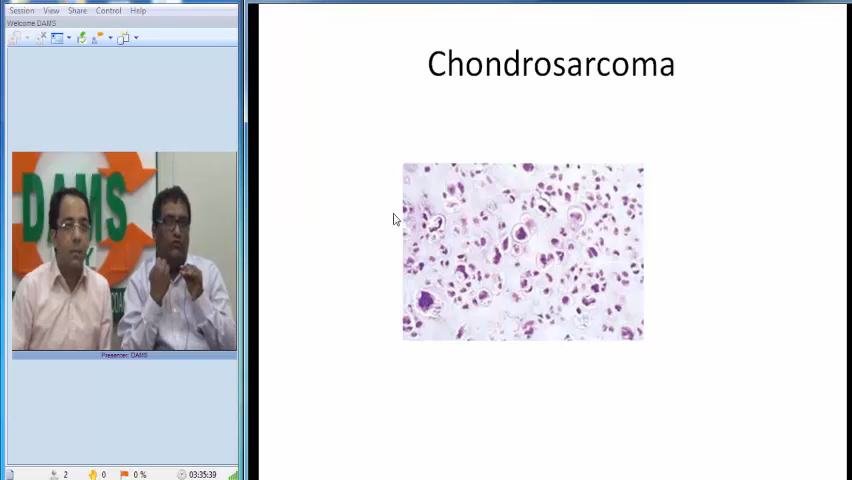 Session View Share Control Help
Welcome DAMS
Chondrosarcoma
DAMS
Presenter: DAMS
2 0 0 % 03:35:39